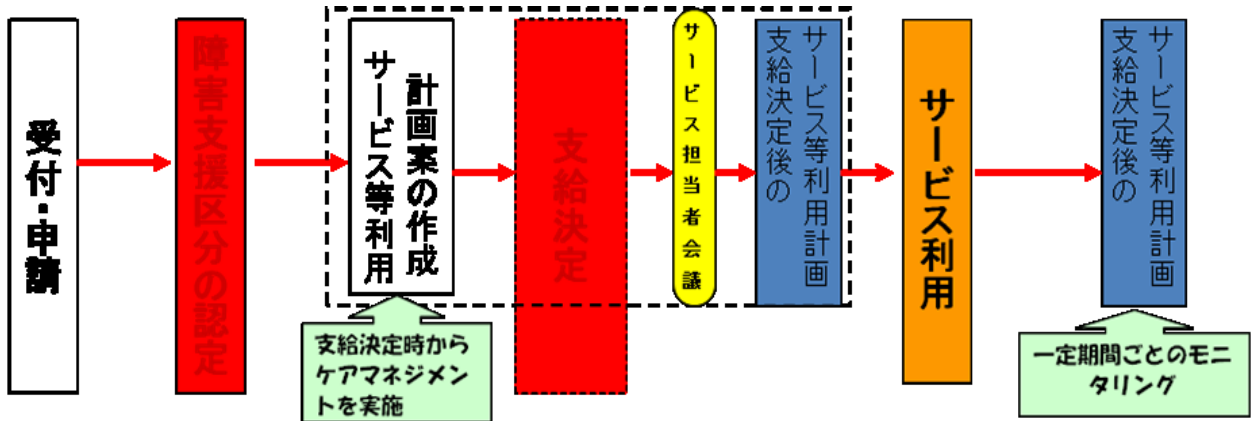 受付・申請
障害支援区分の認定
サービス等利用
計画案の作成
支給決定時から
ケアマネジメン
トを実施
支給決定
サービス担当者会議
支給決定後の
サービス等利用計画
サービス利用
支給決定後の
サービス等利用計画
一定期間ごとのモニ
タリング